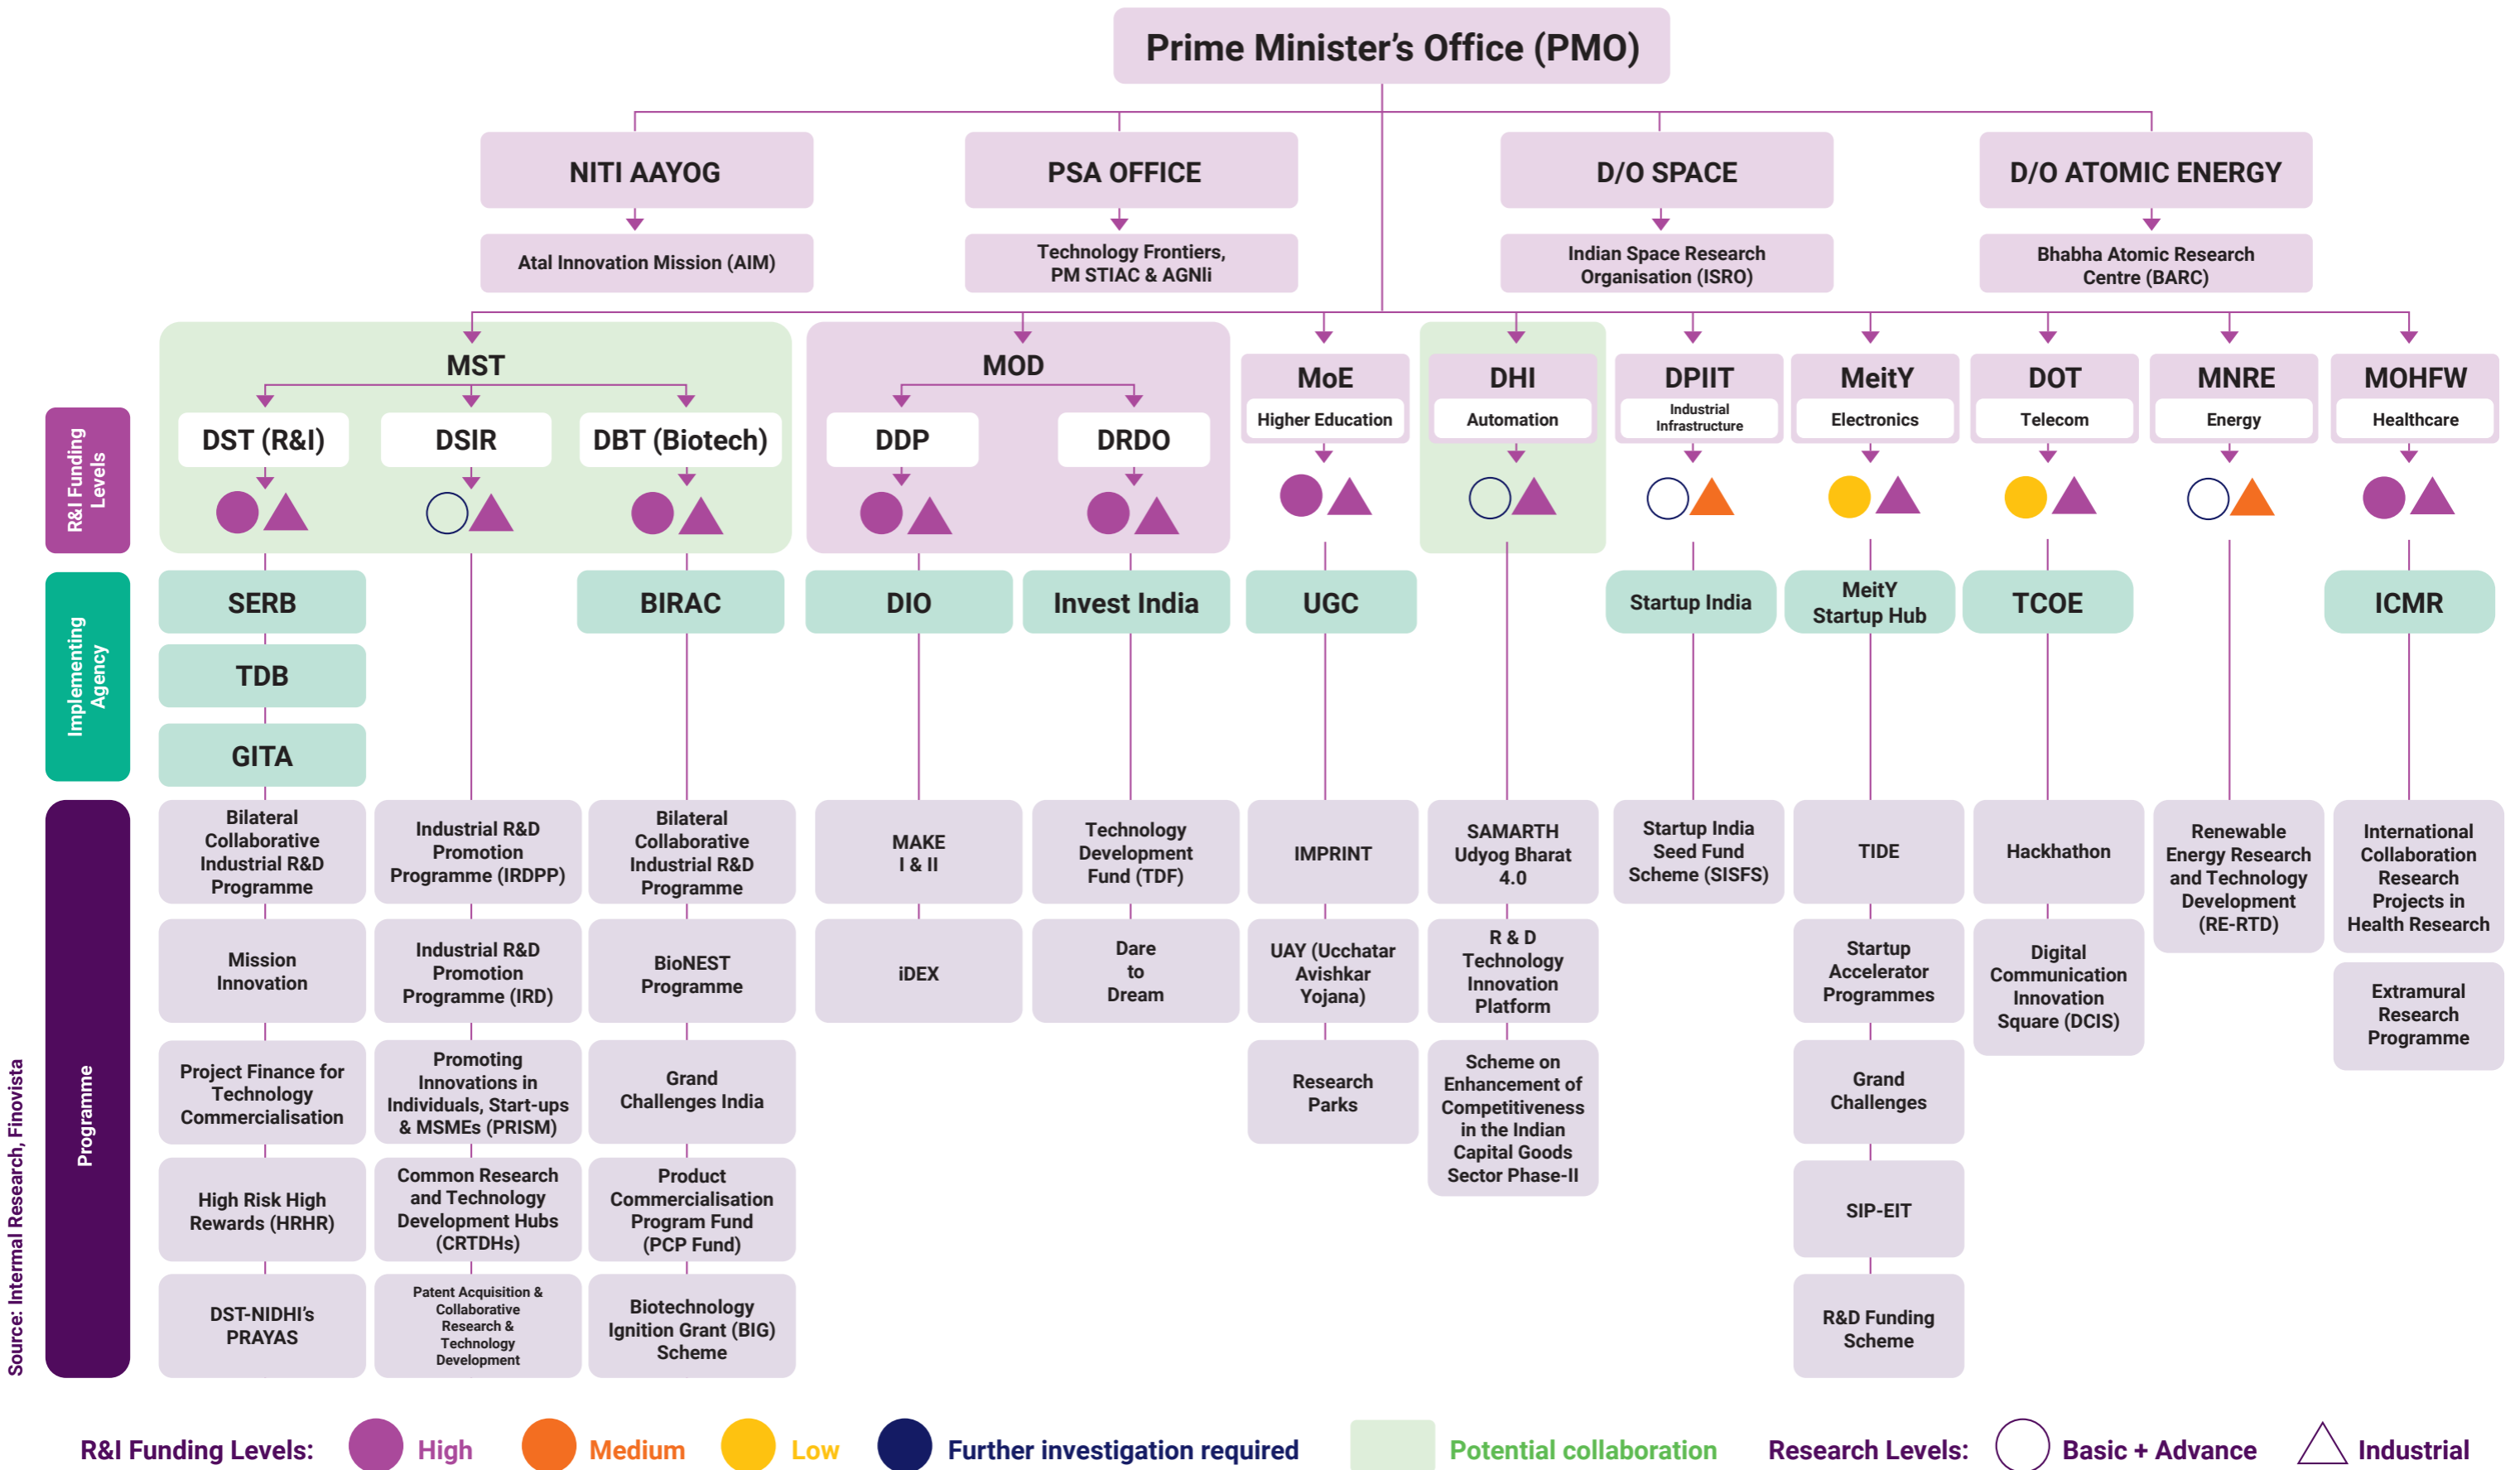 Prime Minister’s Office (PMO)
NITI AAYOG
PSA OFFICE
D/O SPACE
D/O ATOMIC ENERGY
Atal Innovation Mission (AIM)
Technology Frontiers,
PM STIAC & AGNIi
Indian Space Research
Organisation (ISRO)
Bhabha Atomic Research
Centre (BARC)
MST
MOD
MoE
Higher Education
DHI
Automation
DPIIT
Industrial
Infrastructure
MeitY
Electronics
DOT
Telecom
MNRE
Energy
MOHFW
Healthcare
R&I Funding
Levels
DST (R&I)
DSIR
DBT (Biotech)
DDP
DRDO
Implementing
Agency
SERB
TDB
GITA
BIRAC
DIO
Invest India
UGC
Startup India
MeitY
Startup Hub
TCOE
ICMR
Programme
Bilateral
Collaborative
Industrial R&D
Programme
Mission
Innovation
Project Finance for
Technology
Commercialisation
High Risk High
Rewards (HRHR)
DST-NIDHI’s
PRAYAS
Industrial R&D
Promotion
Programme (IRDPP)
Industrial R&D
Promotion
Programme (IRD)
Promoting
Innovations in
Individuals, Start-ups
& MSMEs (PRISM)
Common Research
and Technology
Development Hubs
(CRTDHs)
Patent Acquisition &
Collaborative
Research &
Technology
Development
Bilateral
Collaborative
Industrial R&D
Programme
BioNEST
Programme
Grand
Challenges India
Product
Commercialisation
Program Fund
(PCP Fund)
Biotechnology
Ignition Grant (BIG)
Scheme
MAKE
I & II
iDEX
Technology
Development
Fund (TDF)
Dare
to
Dream
IMPRINT
UAY (Ucchatar
Avishkar
Yojana)
Research
Parks
SAMARTH
Udyog Bharat
4.0
R & D
Technology
Innovation
Platform
Scheme on
Enhancement of
Competitiveness
in the Indian
Capital Goods
Sector Phase-II
Startup India
Seed Fund
Scheme (SISFS)
TIDE
Startup
Accelerator
Programmes
Grand
Challenges
SIP-EIT
R&D Funding
Scheme
Hackhathon
Digital
Communication
Innovation
Square (DCIS)
Renewable
Energy Research
and Technology
Development
(RE-RTD)
International
Collaboration
Research
Projects in
Health Research
Extramural
Research
Programme
Source: Intermal Research, Finovista
R&I Funding Levels:
High
Medium
Low
Further investigation required
Potential collaboration
Research Levels:
Basic + Advance
Industrial